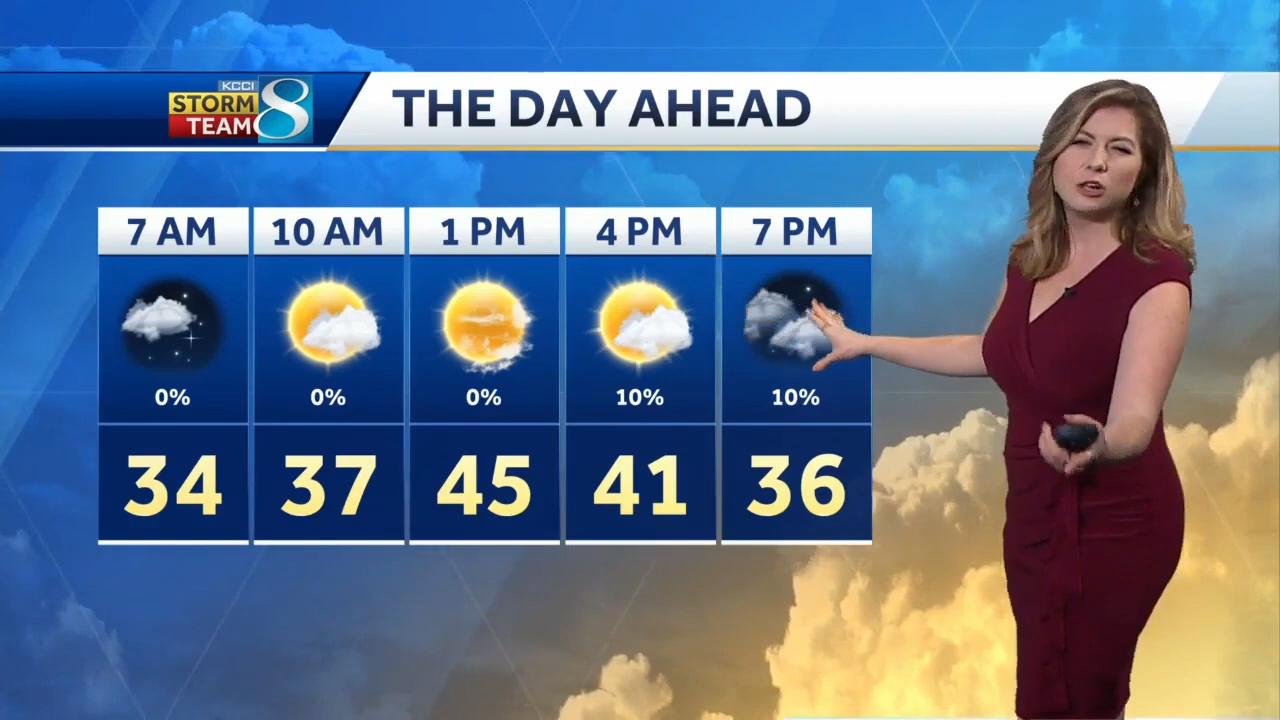 KCCI
STORM
TEAM 8
THE DAY AHEAD
7 AM 10 AM 1 PM 4 PM 7 PM
0% 0% 0% 10% 10%
34 37 45 41 36